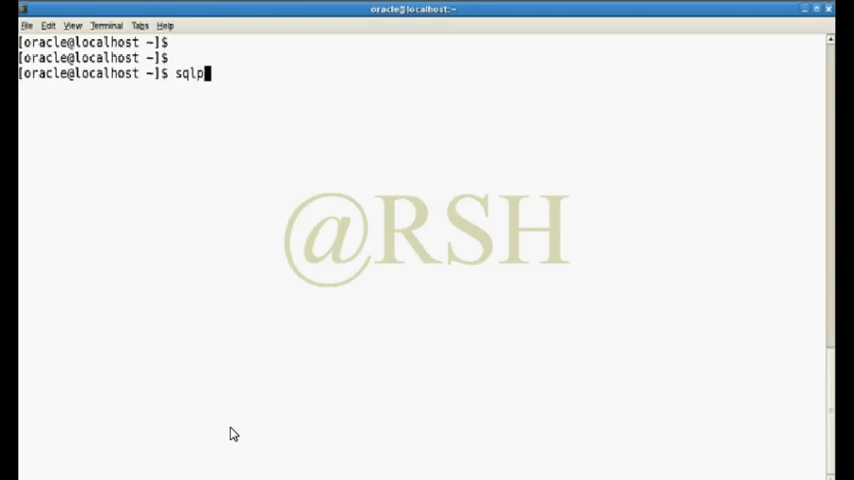 oracle@localhost:~
File Edit View Terminal Tabs Help
[oracle@localhost ~]$
[oracle@localhost ~]$
[oracle@localhost ~]$ sqlp
@RSH